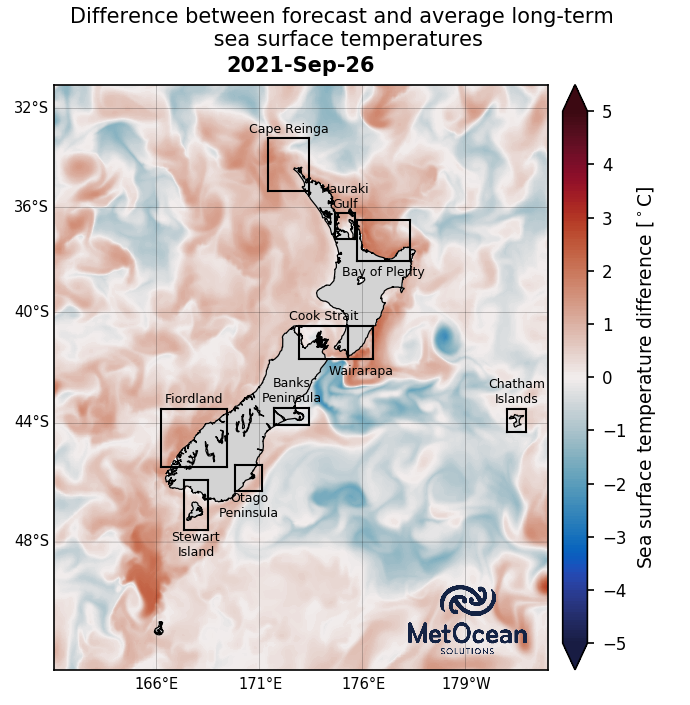 Difference between forecast and average long-term
sea surface temperatures
2021-Sep-26
32°S
36°S
40°S
44°S
48°S
166°E
171°E
176°E
179°W
Cape Reinga
Hauraki
Gulf
Bay of Plenty
Cook Strait
Wairarapa
Banks
Peninsula
Chatham
Islands
Fiordland
Otago
Peninsula
Stewart
Island
MetOcean
SOLUTIONS
5
4
3
2
1
0
−1
−2
−3
−4
−5
Sea surface temperature difference [°C]